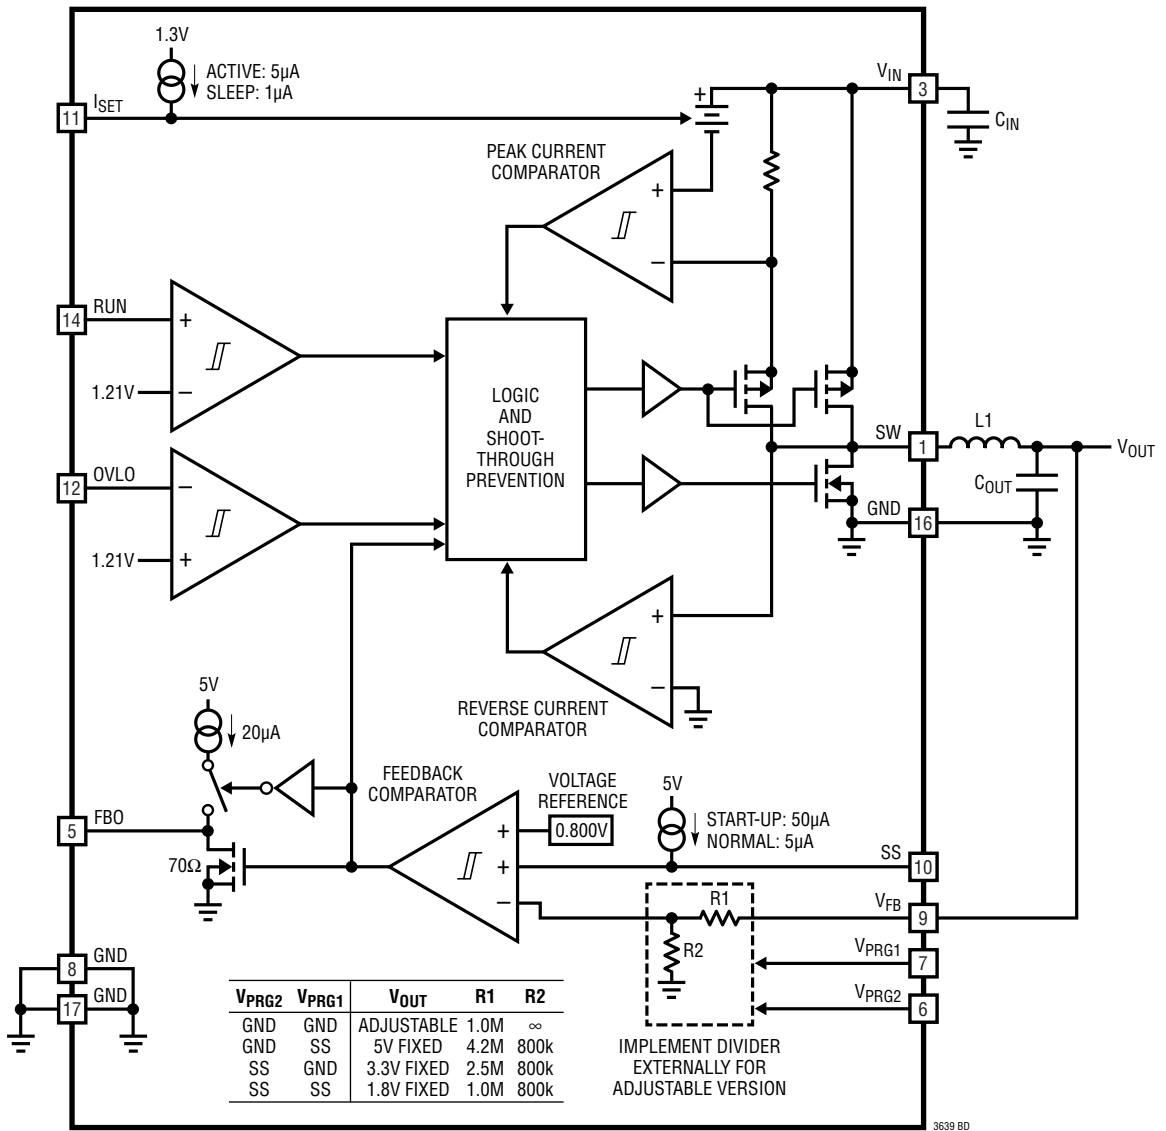 1.3V
ACTIVE: 5µA
SLEEP: 1µA
11
ISET
+
VIN
3
CIN
PEAK CURRENT
COMPARATOR
+
–
14
RUN
+
1.21V
–
LOGIC
AND
SHOOT-
THROUGH
PREVENTION
SW
1
L1
VOUT
COUT
12
OVLO
–
1.21V
+
GND
16
+
–
REVERSE CURRENT
COMPARATOR
5V
20µA
FEEDBACK
COMPARATOR
VOLTAGE
REFERENCE
0.800V
+
+
–
5V
START-UP: 50µA
NORMAL: 5µA
5
FBO
70Ω
SS
10
R1
VFB
9
R2
VPRG1
7
VPRG2
6
8
GND
17
GND
VPRG2 VPRG1 VOUT R1 R2
GND GND ADJUSTABLE 1.0M ∞
GND SS 5V FIXED 4.2M 800k
SS GND 3.3V FIXED 2.5M 800k
SS SS 1.8V FIXED 1.0M 800k
IMPLEMENT DIVIDER
EXTERNALLY FOR
ADJUSTABLE VERSION
3639 BD